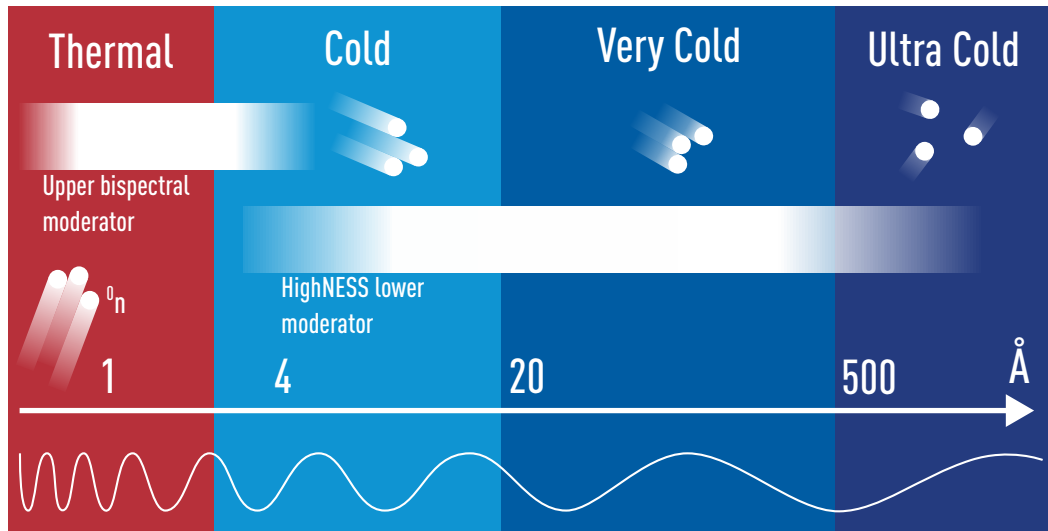 Thermal
Cold
Very Cold
Ultra Cold
Upper bispectral
moderator
⁰n
HighNESS lower
moderator
1
4
20
500
Å